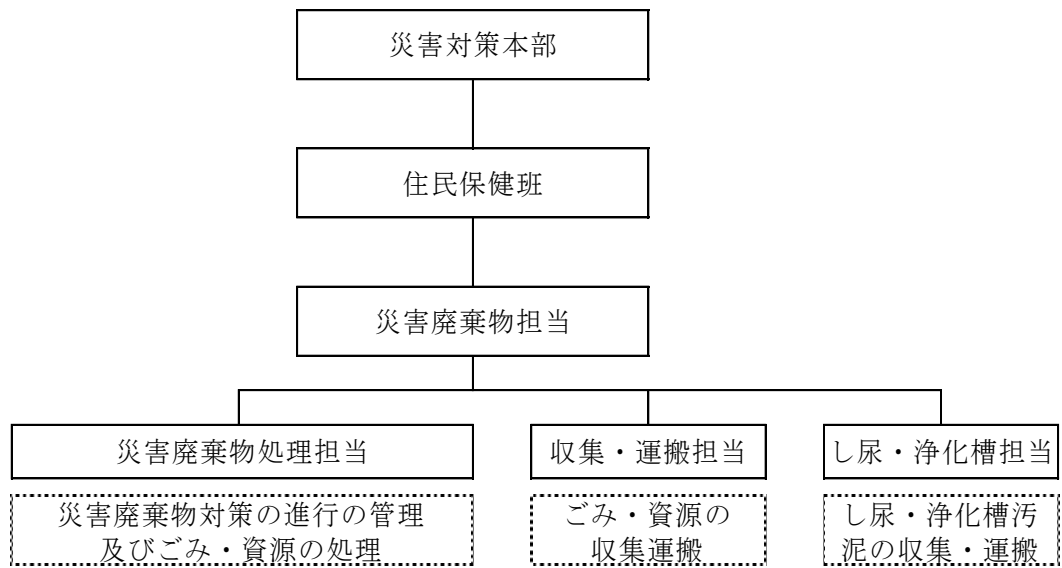 災害対策本部
住民保健班
災害廃棄物担当
災害廃棄物処理担当
収集・運搬担当
し尿・浄化槽担当
災害廃棄物対策の進行の管理
及びごみ・資源の処理
ごみ・資源の
収集運搬
し尿・浄化槽汚
泥の収集・運搬